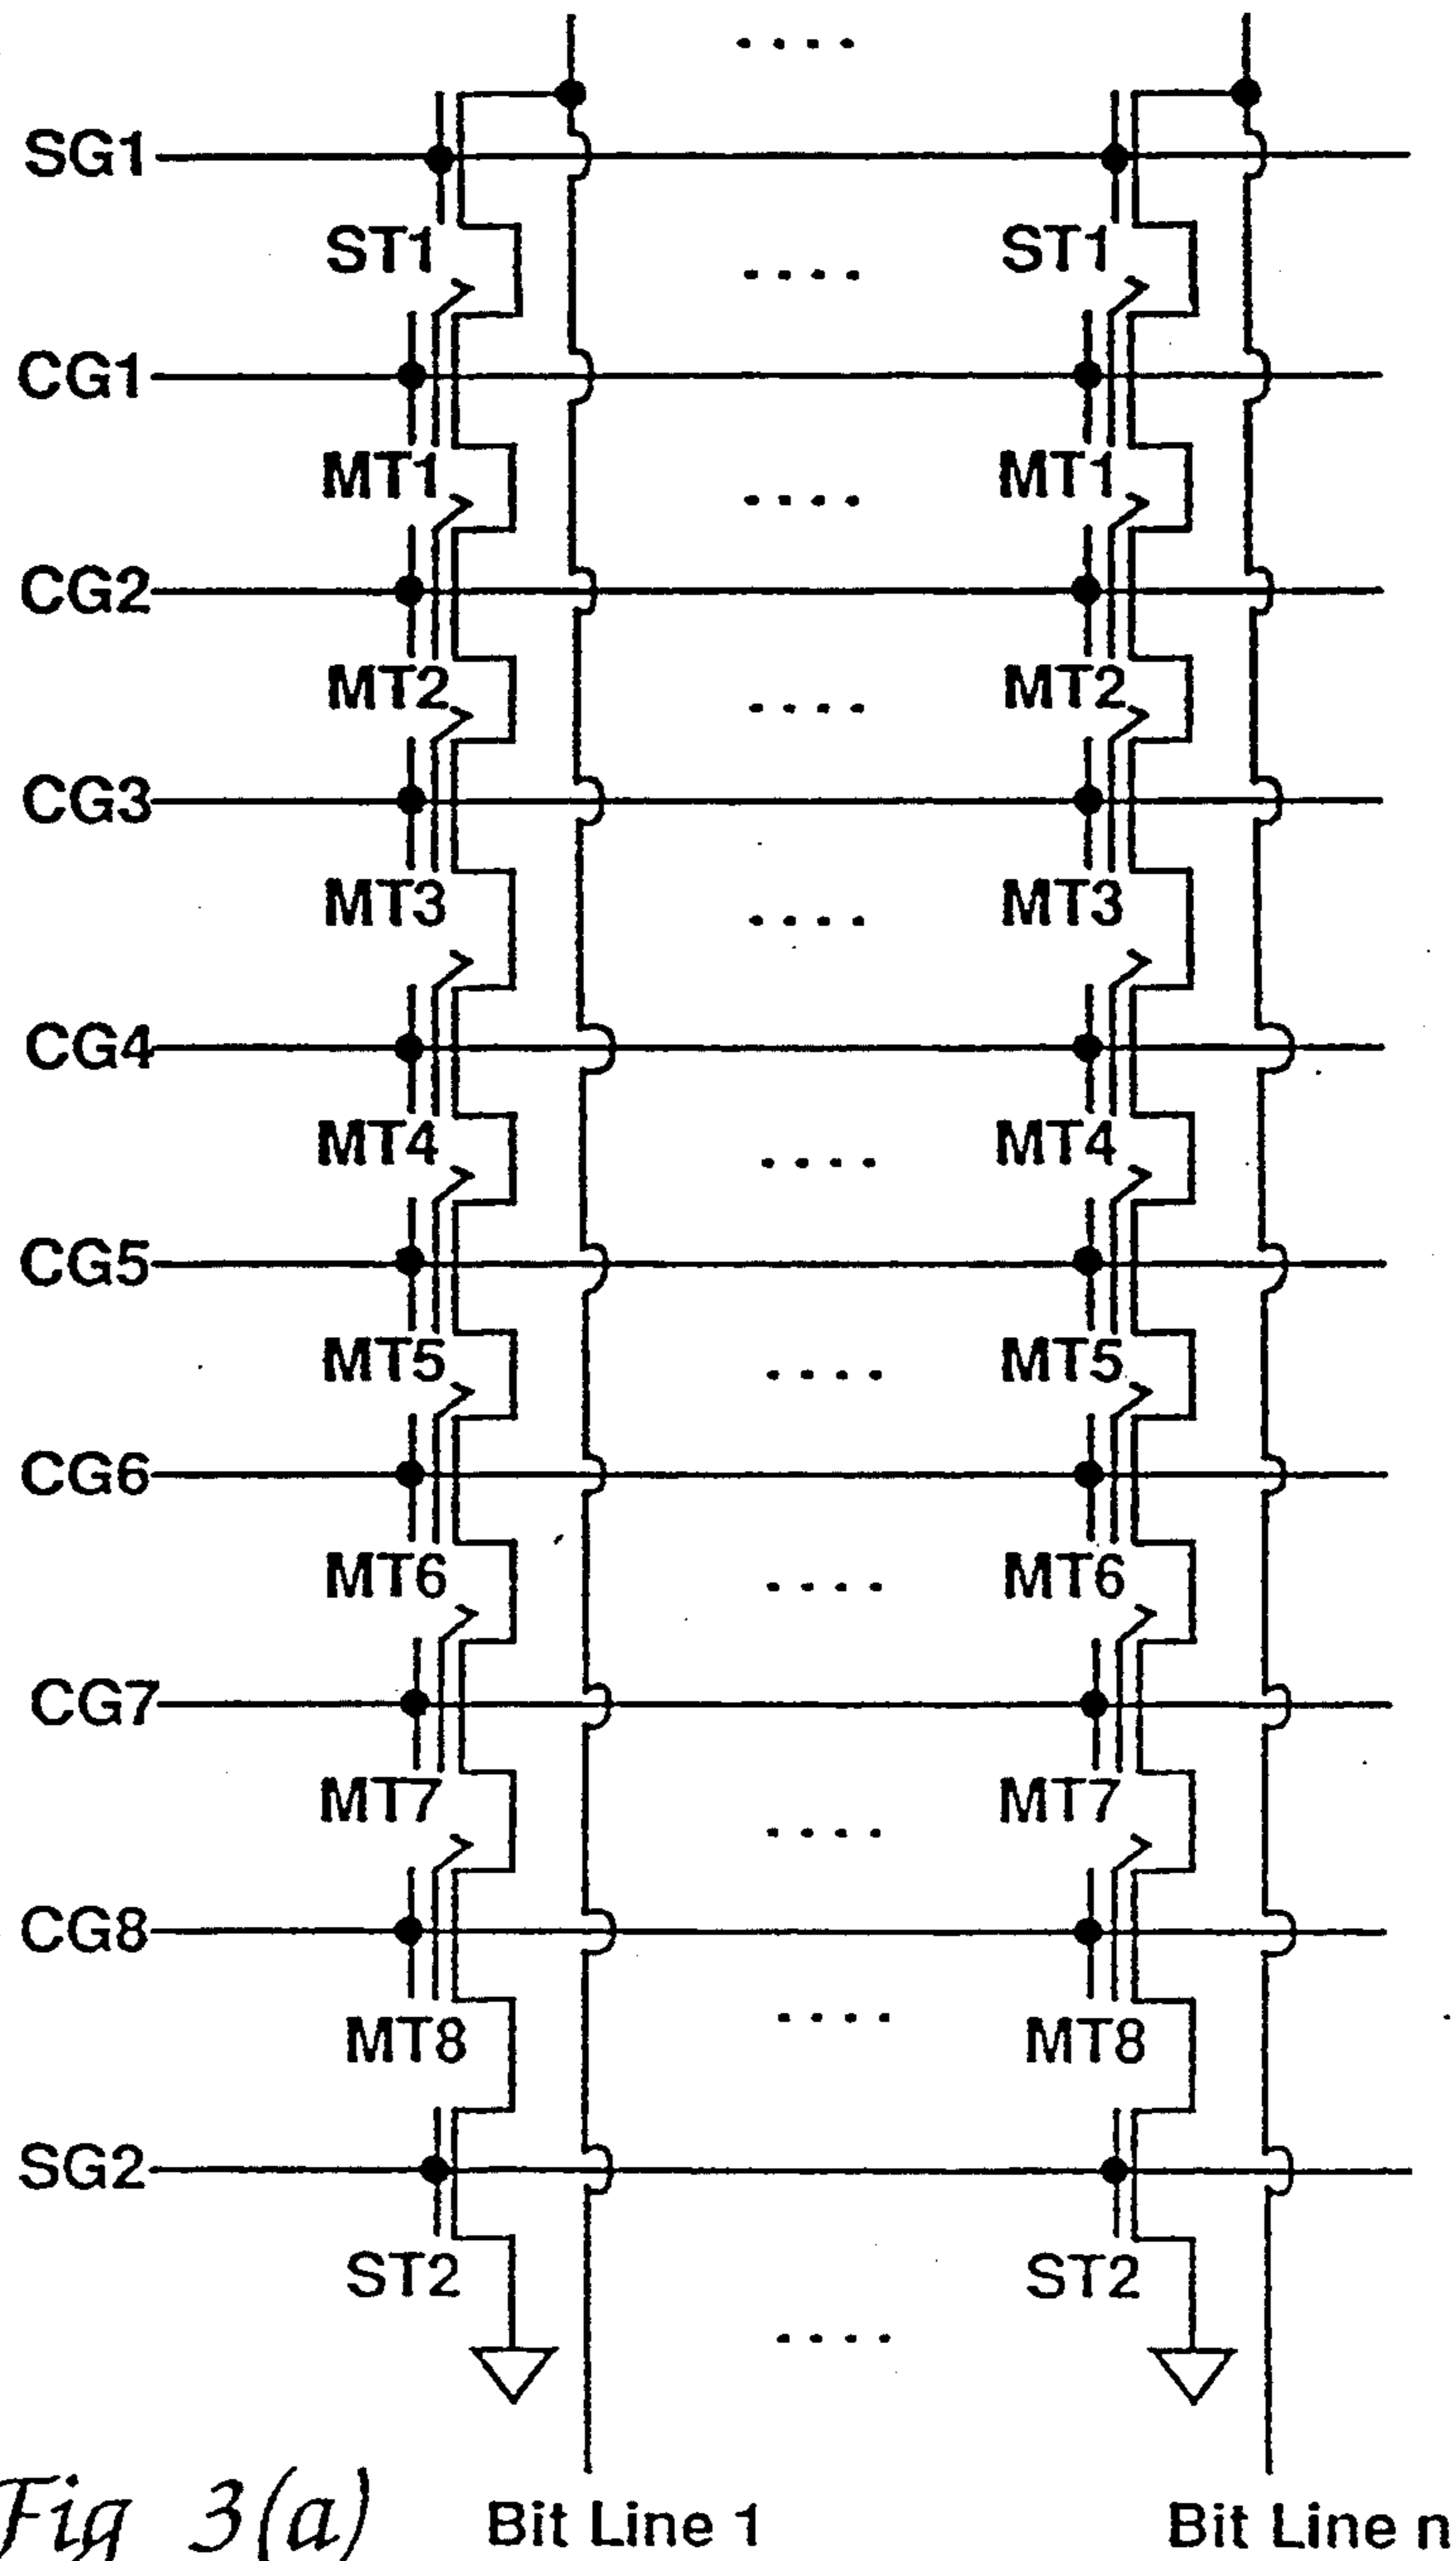 SG1
ST1 ST1
CG1
MT1 MT1
CG2
MT2 MT2
CG3
MT3 MT3
CG4
MT4 MT4
CG5
MT5 MT5
CG6
MT6 MT6
CG7
MT7 MT7
CG8
MT8 MT8
SG2
ST2 ST2
Fig 3(a) Bit Line 1 Bit Line n